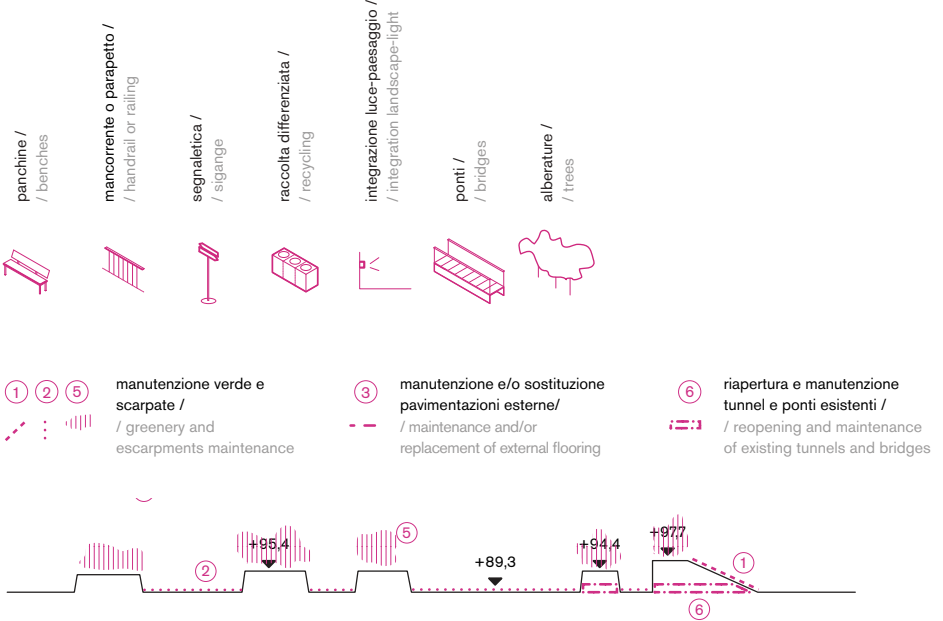 panchine /
/ benches
mancorrente o parapetto /
/ handrail or railing
segnaletica /
/ sigange
raccolta differenziata /
/ recycling
integrazione luce-paesaggio /
/ integration landscape-light
ponti /
/ bridges
alberature /
/ trees
1 2 5
manutenzione verde e
scarpate /
/ greenery and
escarpments maintenance
3
manutenzione e/o sostituzione
pavimentazioni esterne/
/ maintenance and/or
replacement of external flooring
6
riapertura e manutenzione
tunnel e ponti esistenti /
/ reopening and maintenance
of existing tunnels and bridges
+95,4
5
+94,4
+97,7
2
+89,3
1
6